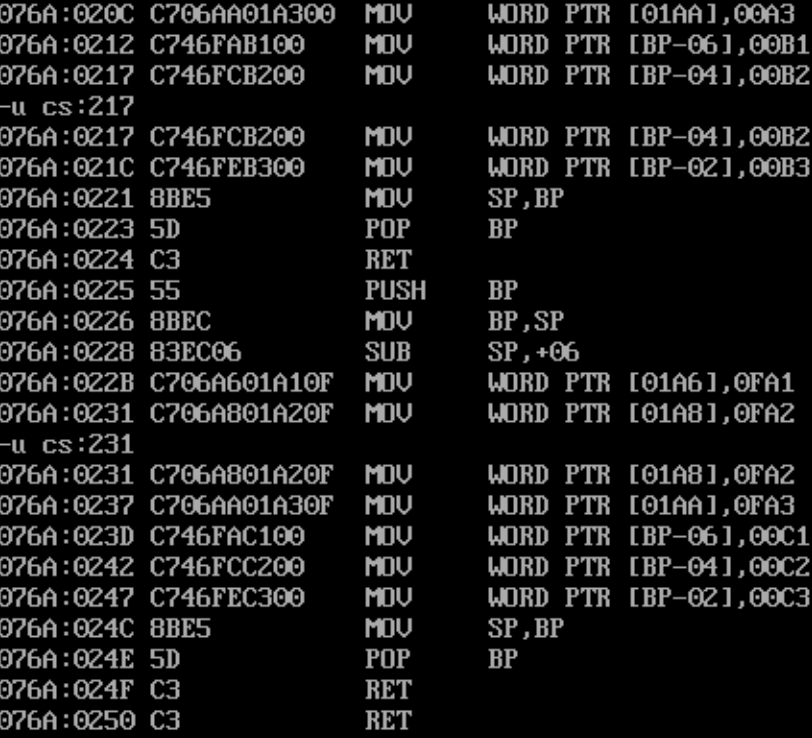 076A:020C C706AA01A300  MOV     WORD PTR [01AA],00A3
076A:0212 C746FAB100    MOV     WORD PTR [BP-06],00B1
076A:0217 C746FCB200    MOV     WORD PTR [BP-04],00B2
-u cs:217
076A:0217 C746FCB200    MOV     WORD PTR [BP-04],00B2
076A:021C C746FEB300    MOV     WORD PTR [BP-02],00B3
076A:0221 8BE5          MOV     SP,BP
076A:0223 5D            POP     BP
076A:0224 C3            RET
076A:0225 55            PUSH    BP
076A:0226 8BEC          MOV     BP,SP
076A:0228 83EC06        SUB     SP,+06
076A:022B C706A601A10F  MOV     WORD PTR [01A6],0FA1
076A:0231 C706A801A20F  MOV     WORD PTR [01A8],0FA2
-u cs:231
076A:0231 C706A801A20F  MOV     WORD PTR [01A8],0FA2
076A:0237 C706AA01A30F  MOV     WORD PTR [01AA],0FA3
076A:023D C746FAC100    MOV     WORD PTR [BP-06],00C1
076A:0242 C746FCC200    MOV     WORD PTR [BP-04],00C2
076A:0247 C746FEC300    MOV     WORD PTR [BP-02],00C3
076A:024C 8BE5          MOV     SP,BP
076A:024E 5D            POP     BP
076A:024F C3            RET
076A:0250 C3            RET